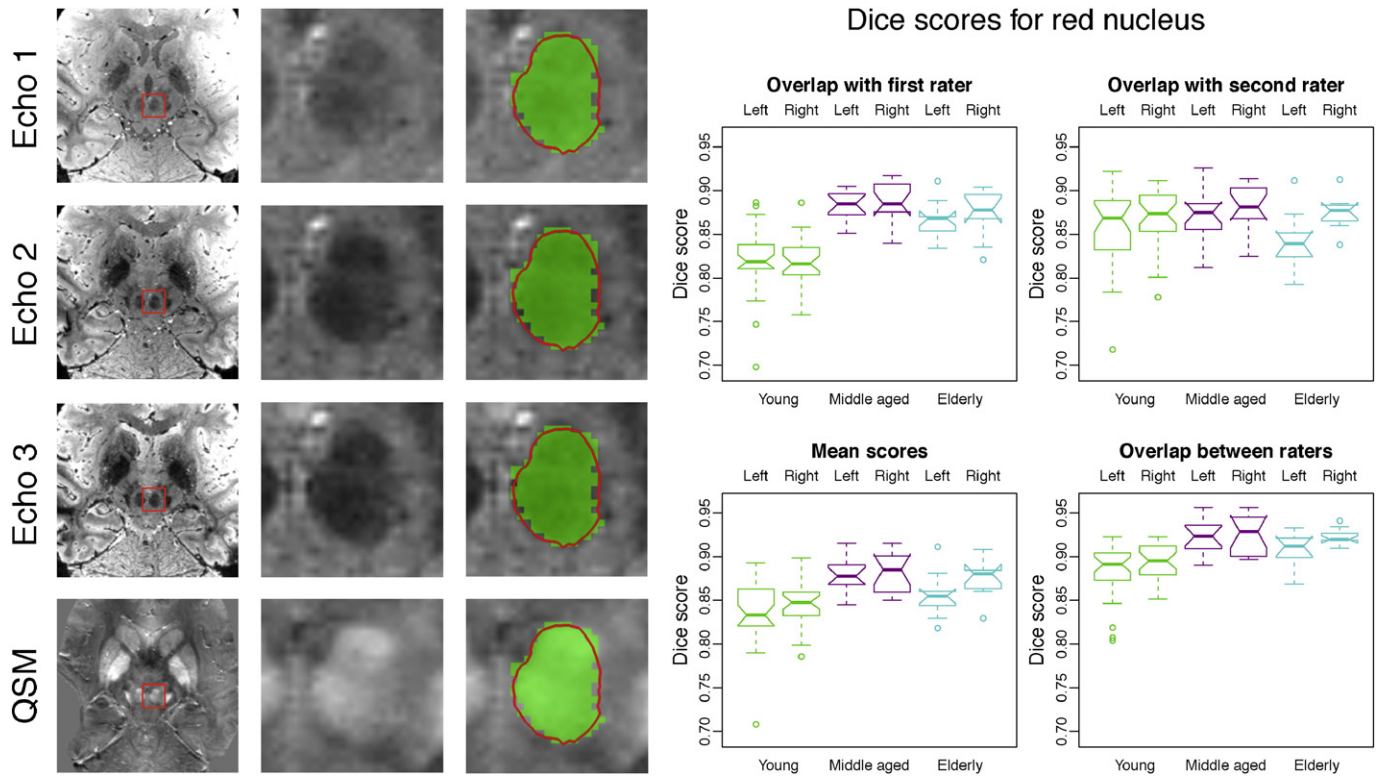 Echo 1
Echo 2
Echo 3
QSM
Dice scores for red nucleus
Overlap with first rater
Left Right Left Right Left Right
Dice score
0.95
0.90
0.85
0.80
0.75
0.70
Young Middle aged Elderly
Overlap with second rater
Left Right Left Right Left Right
Dice score
0.95
0.90
0.85
0.80
0.75
0.70
Young Middle aged Elderly
Mean scores
Left Right Left Right Left Right
Dice score
0.95
0.90
0.85
0.80
0.75
0.70
Young Middle aged Elderly
Overlap between raters
Left Right Left Right Left Right
Dice score
0.95
0.90
0.85
0.80
0.75
0.70
Young Middle aged Elderly